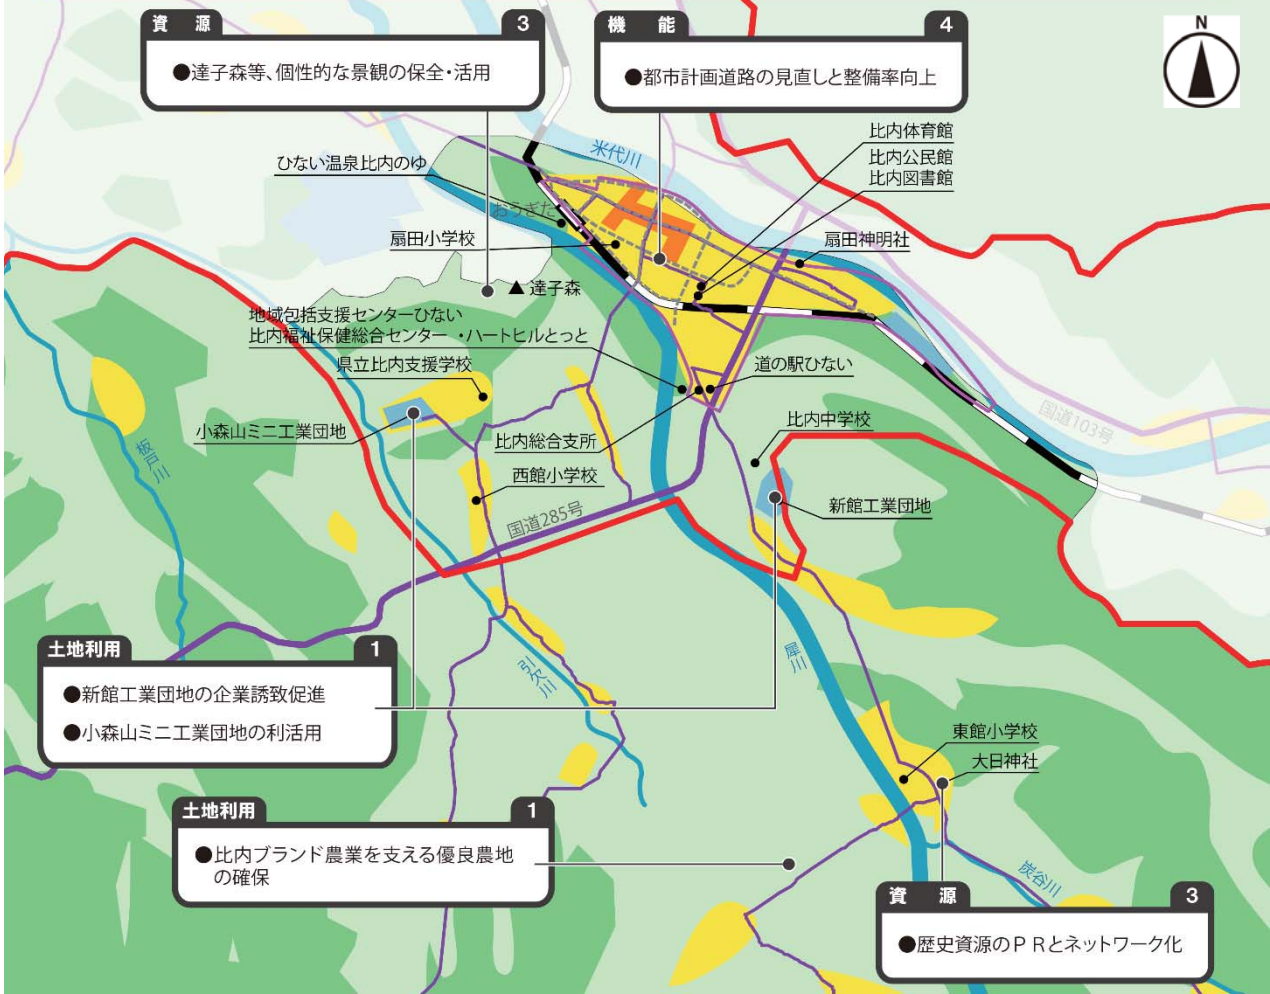 資　源 3
●達子森等、個性的な景観の保全・活用
機　能 4
●都市計画道路の見直しと整備率向上
N
米代川
比内体育館
比内公民館
比内図書館
ひない温泉比内のゆ
おうぎた
扇田小学校
扇田神明社
▲達子森
地域包括支援センターひない
比内福祉保健総合センター ・ハートヒルとっと
県立比内支援学校
道の駅ひない
小森山ミニ工業団地
比内総合支所
比内中学校
国道103号
板戸川
西館小学校
新館工業団地
国道285号
土地利用 1
●新館工業団地の企業誘致促進
●小森山ミニ工業団地の利活用
引欠川
犀川
東館小学校
大日神社
土地利用 1
●比内ブランド農業を支える優良農地
の確保
炭谷川
資　源 3
●歴史資源のＰＲとネットワーク化